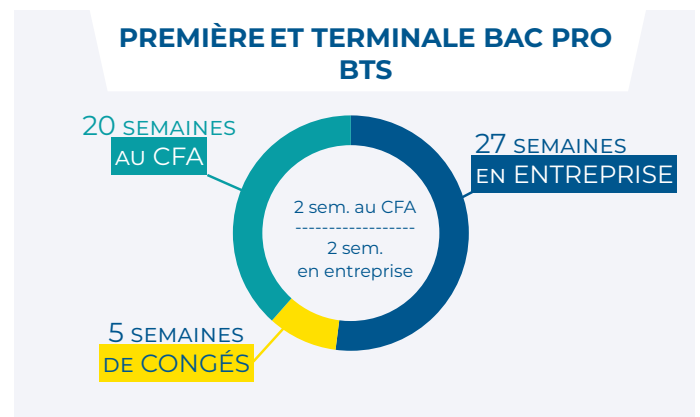 PREMIÈRE ET TERMINALE BAC PRO
BTS
20 SEMAINES
AU CFA
27 SEMAINES
EN ENTREPRISE
2 sem. au CFA
-------------------
2 sem.
en entreprise
5 SEMAINES
DE CONGÉS